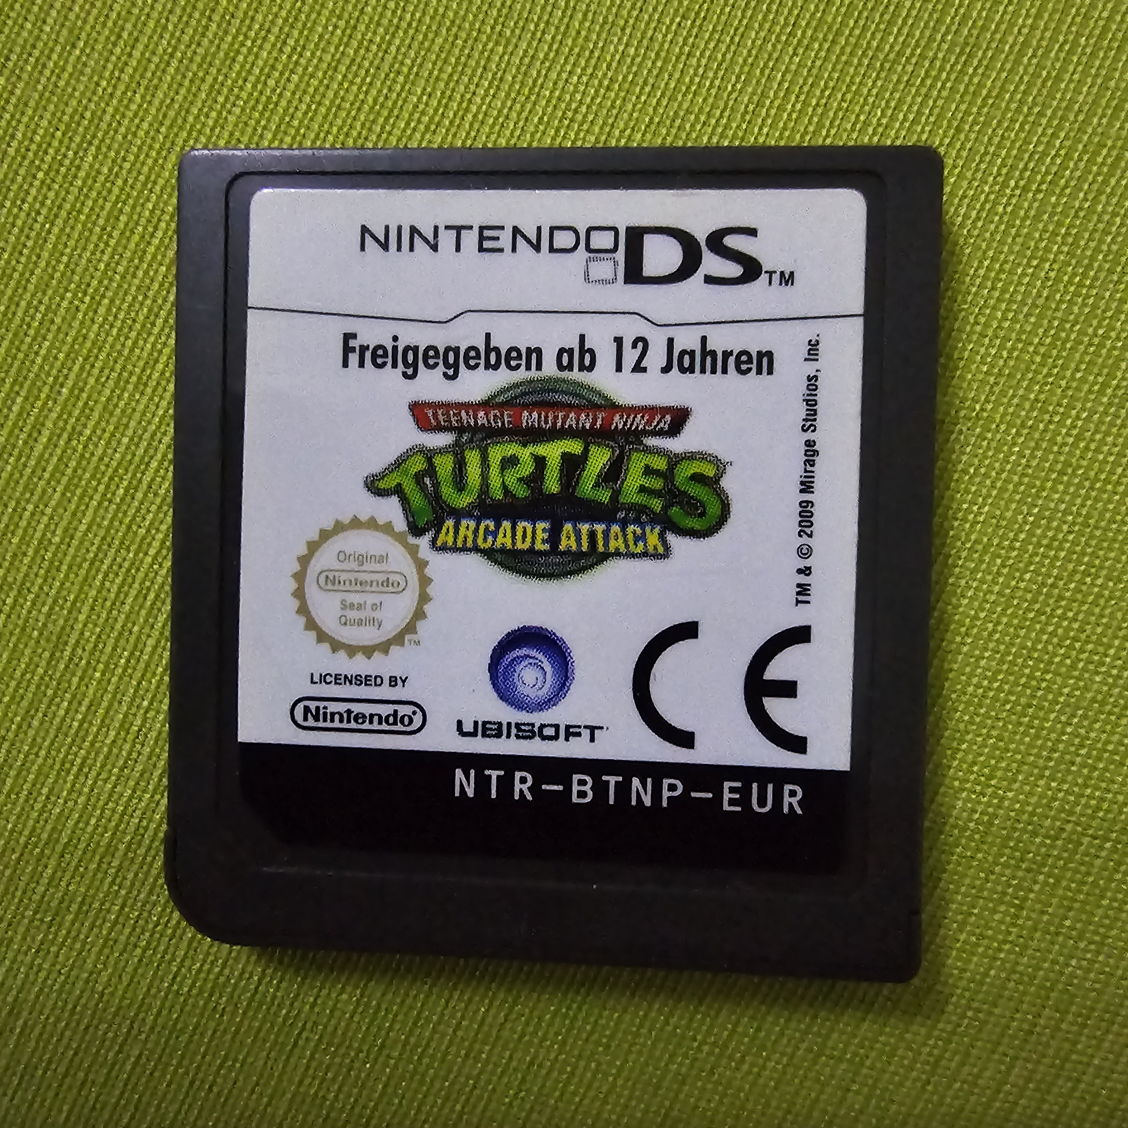 NINTENDO DS™
Freigegeben ab 12 Jahren
TEENAGE MUTANT NINJA
TURTLES
ARCADE ATTACK
TM & © 2009 Mirage Studios, Inc.
Original
Nintendo
Seal of
Quality
TM
LICENSED BY
Nintendo®
UBISOFT
CE
NTR-BTNP-EUR